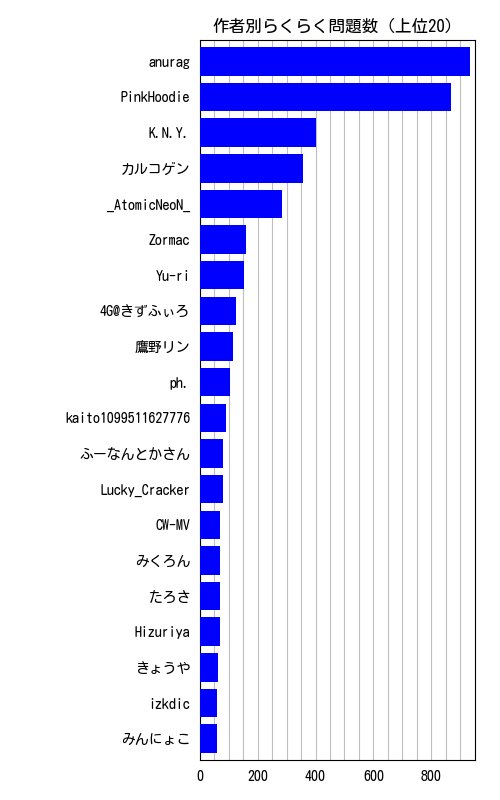 作者別らくらく問題数 (上位20)
anurag
PinkHoodie
K.N.Y.
カルコゲン
_AtomicNeoN_
Zormac
Yu-ri
4G@きずふぃろ
鷹野リン
ph.
kaito1099511627776
ふーなんとかさん
Lucky_Cracker
CW-MV
みくろん
たろさ
Hizuriya
きょうや
izkdic
みんにょこ
0 200 400 600 800